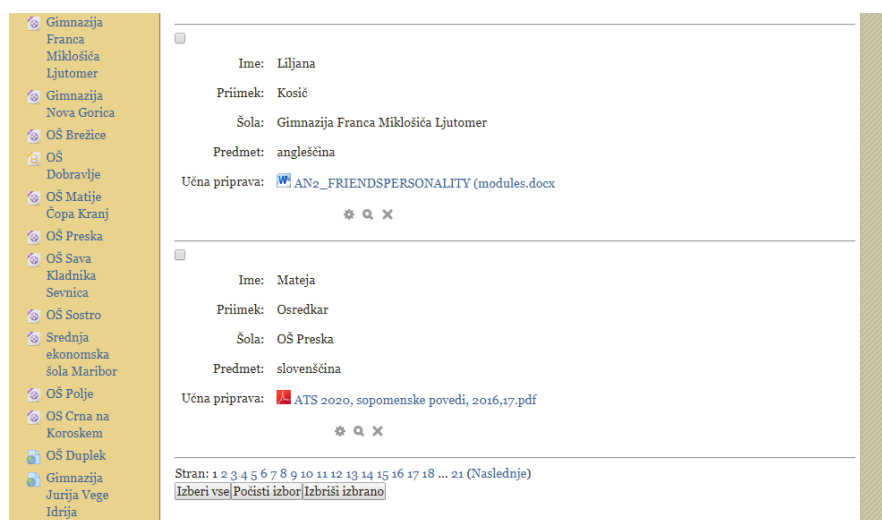 Gimnazija
Franca
Miklošiča
Ljutomer
Gimnazija
Nova Gorica
OŠ Brežice
OŠ
Dobravlje
OŠ Matije
Čopa Kranj
OŠ Preska
OŠ Sava
Kladnika
Sevnica
OŠ Sostro
Srednja
ekonomska
šola Maribor
OŠ Polje
OS Crna na
Koroskem
OŠ Duplek
Gimnazija
Jurija Vege
Idrija
Ime: Liljana
Priimek: Kosič
Šola: Gimnazija Franca Miklošiča Ljutomer
Predmet: angleščina
Učna priprava: AN2_FRIENDSPERSONALITY (modules.docx
Ime: Mateja
Priimek: Osredkar
Šola: OŠ Preska
Predmet: slovenščina
Učna priprava: ATS 2020, sopomenske povedi, 2016,17.pdf
Stran: 1 2 3 4 5 6 7 8 9 10 11 12 13 14 15 16 17 18 ... 21 (Naslednje)
Izberi vse Počisti izbor Izbriši izbrano